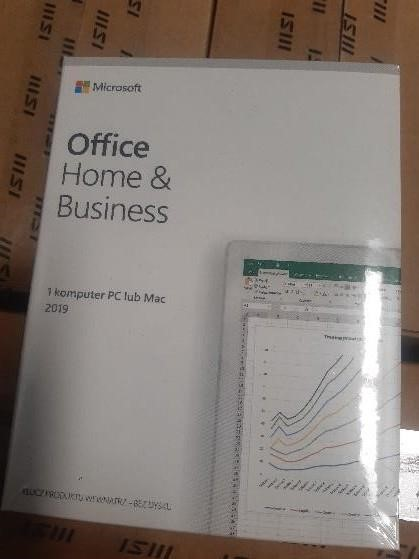 Microsoft
Office
Home &
Business
1 komputer PC lub Mac
2019
KLUCZ PRODUKTU WEWNĄTRZ – BEZ DYSKU